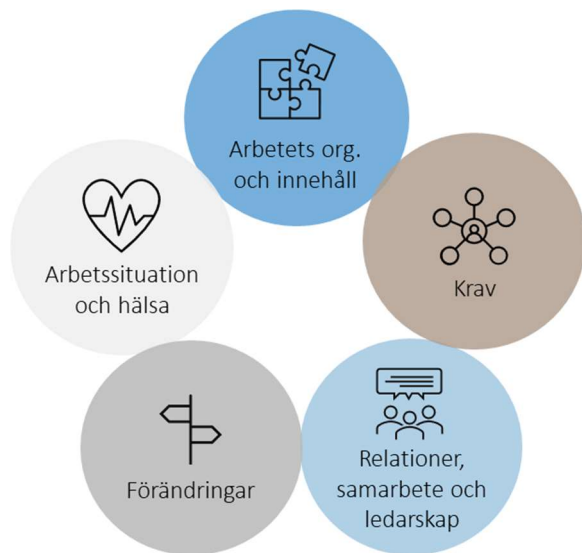 Arbetets org.
och innehåll
Arbetssituation
och hälsa
Krav
Förändringar
Relationer,
samarbete och
ledarskap